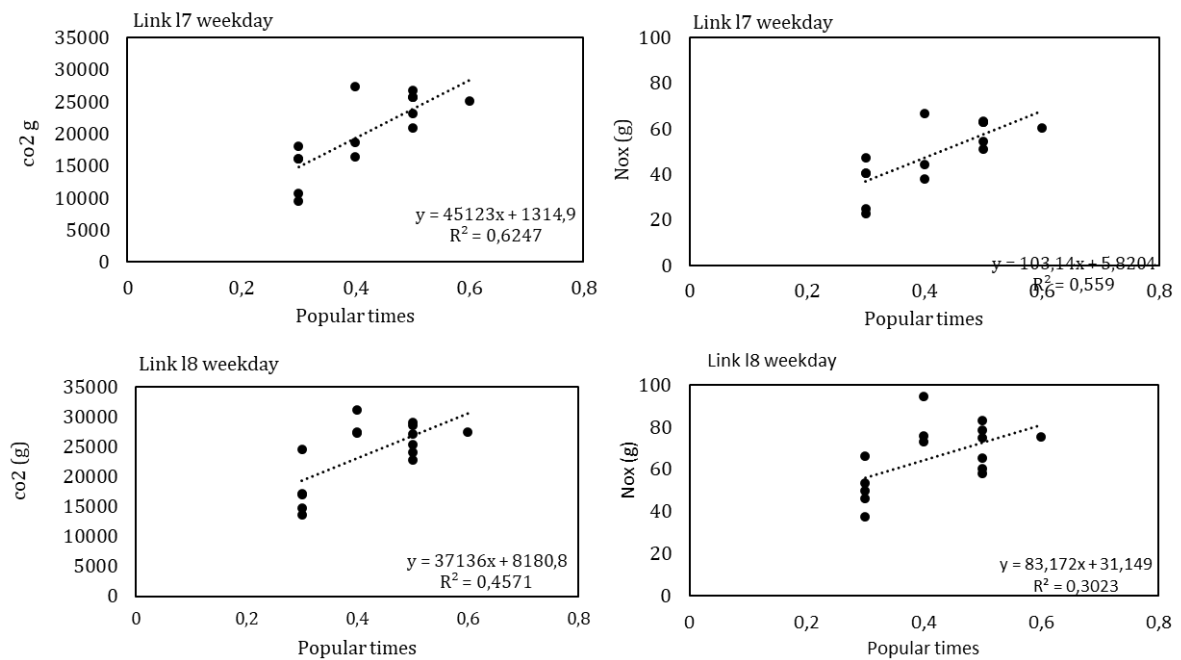 Link l7 weekday
35000
30000
25000
20000
15000
10000
5000
0
co2 g
y = 45123x + 1314,9
R² = 0,6247
0 0,2 0,4 0,6 0,8
Popular times
Link l7 weekday
100
80
60
40
20
0
Nox (g)
y = 103,14x + 5,8204
R² = 0,559
0 0,2 0,4 0,6 0,8
Popular times
Link l8 weekday
35000
30000
25000
20000
15000
10000
5000
0
co2 (g)
y = 37136x + 8180,8
R² = 0,4571
0 0,2 0,4 0,6 0,8
Popular times
Link l8 weekday
100
80
60
40
20
0
Nox (g)
y = 83,172x + 31,149
R² = 0,3023
0 0,2 0,4 0,6 0,8
Popular times